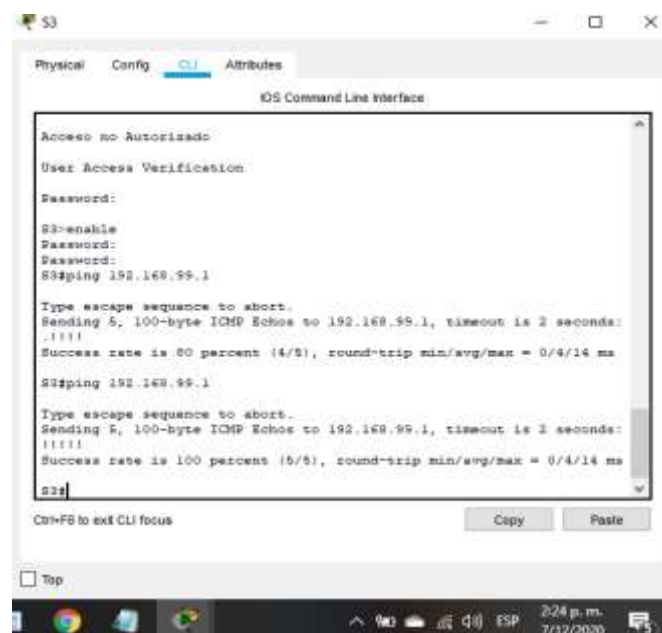 S3
Physical Config CLI Attributes
IOS Command Line Interface
Acceso no Autorizado
User Access Verification
Password:
S3>enable
Password:
Password:
S3#ping 192.168.99.1
Type escape sequence to abort.
Sending 5, 100-byte ICMP Echos to 192.168.99.1, timeout is 2 seconds:
.!!!!
Success rate is 80 percent (4/5), round-trip min/avg/max = 0/4/14 ms
S3#ping 192.168.99.1
Type escape sequence to abort.
Sending 5, 100-byte ICMP Echos to 192.168.99.1, timeout is 2 seconds:
!!!!!
Success rate is 100 percent (5/5), round-trip min/avg/max = 0/4/14 ms
S3#
Ctrl+F6 to exit CLI focus
Copy
Paste
Top
ESP
2:24 p. m.
7/12/2020